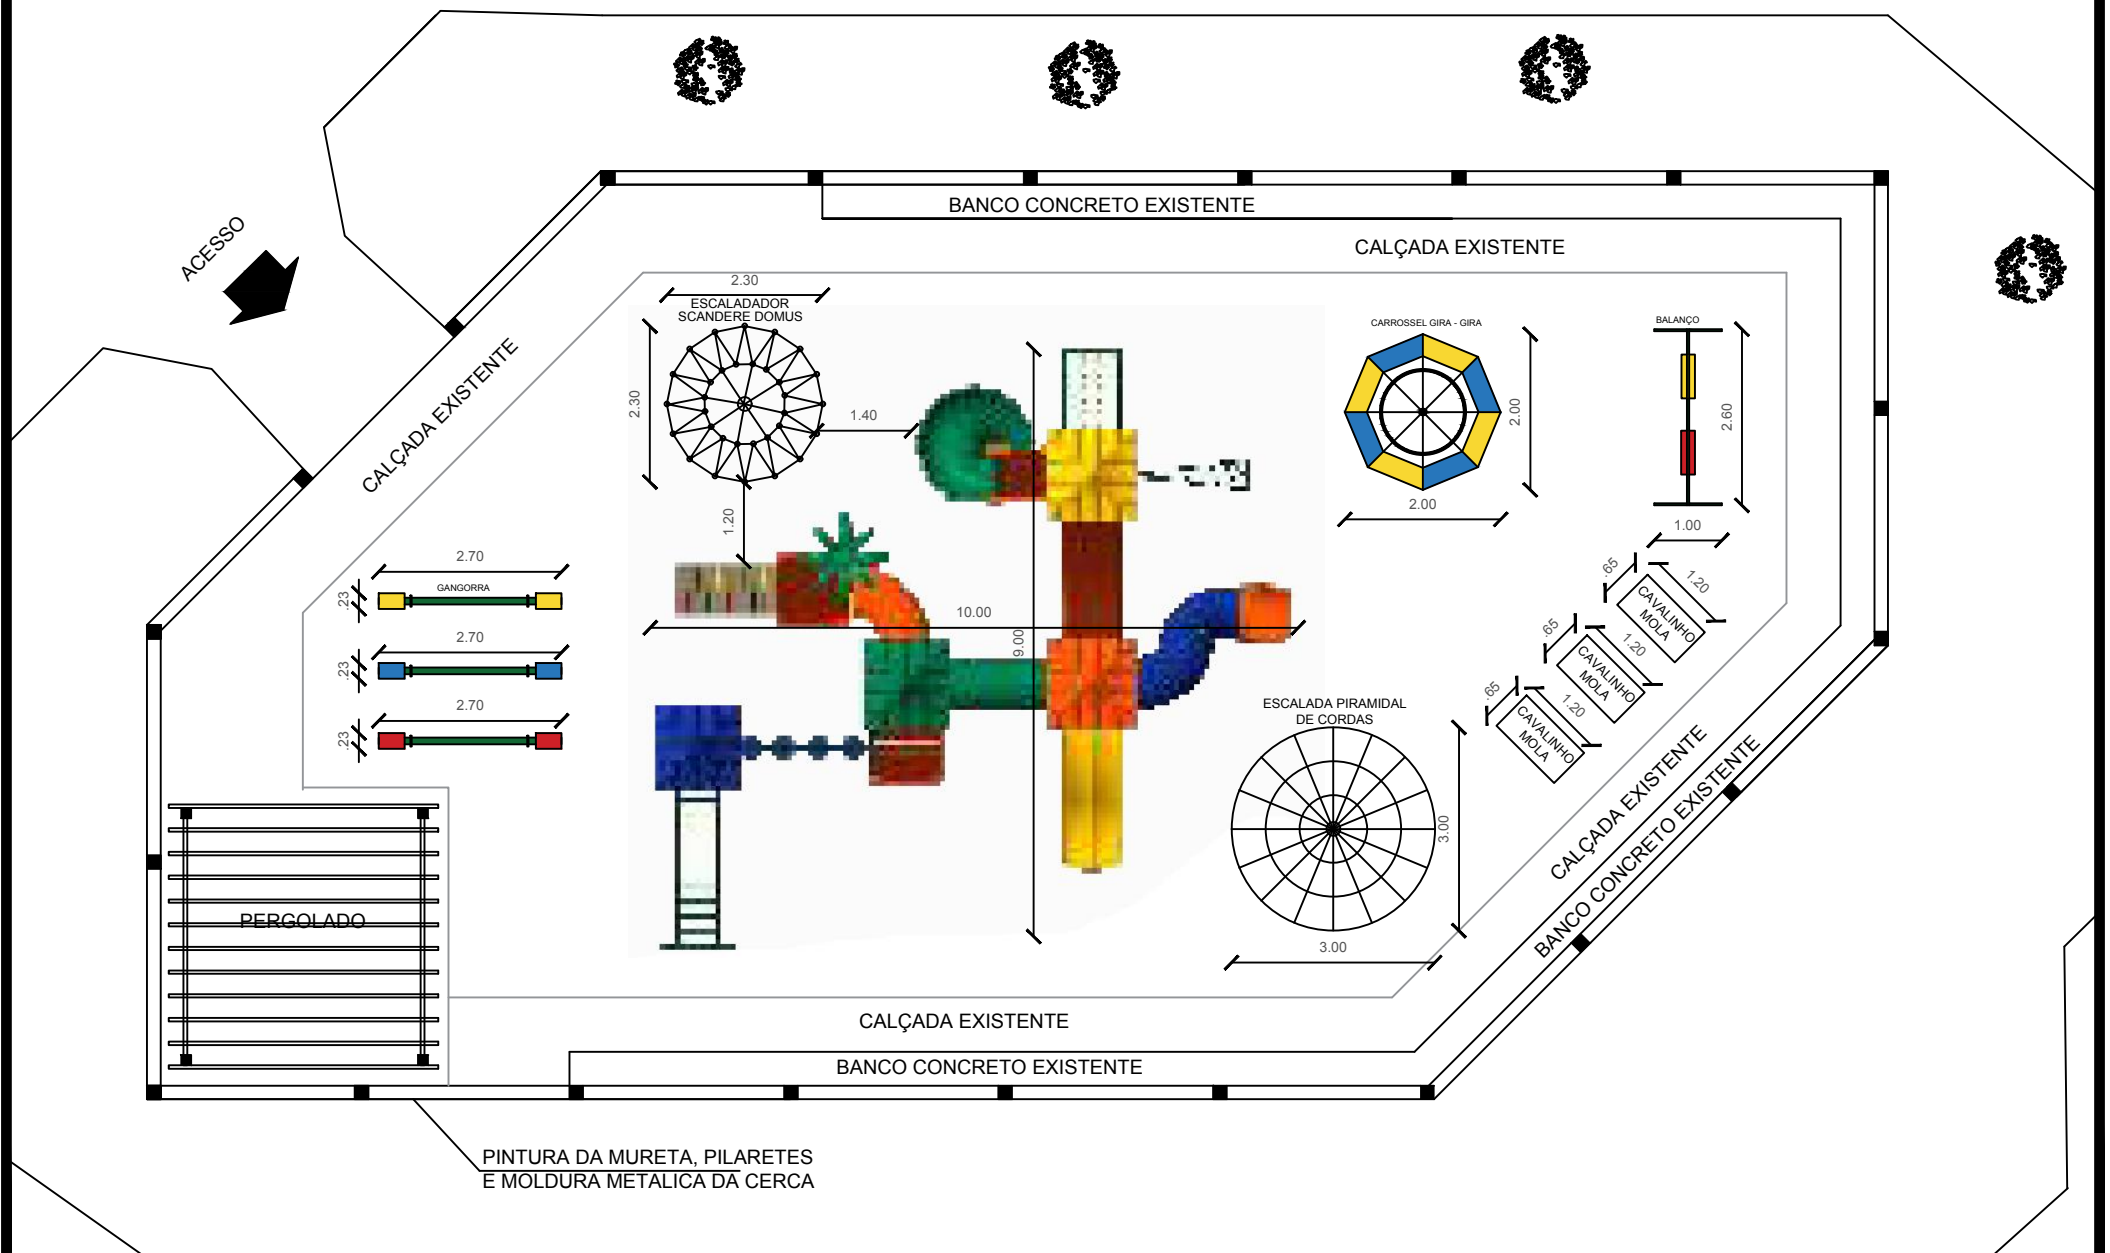 BANCO CONCRETO EXISTENTE
CALÇADA EXISTENTE
ACESSO
CALÇADA EXISTENTE
2.30
ESCALADADOR
SCANDERE DOMUS
2.30
1.40
1.20
CARROSSEL GIRA - GIRA
2.00
2.00
BALANÇO
2.60
1.00
2.70
GANGORRA
.23
2.70
.23
2.70
.23
10.00
9.00
.65
1.20
CAVALINHO
MOLA
.65
1.20
CAVALINHO
MOLA
.65
1.20
CAVALINHO
MOLA
ESCALADA PIRAMIDAL
DE CORDAS
3.00
3.00
CALÇADA EXISTENTE
BANCO CONCRETO EXISTENTE
PERGOLADO
CALÇADA EXISTENTE
BANCO CONCRETO EXISTENTE
PINTURA DA MURETA, PILARETES
E MOLDURA METALICA DA CERCA